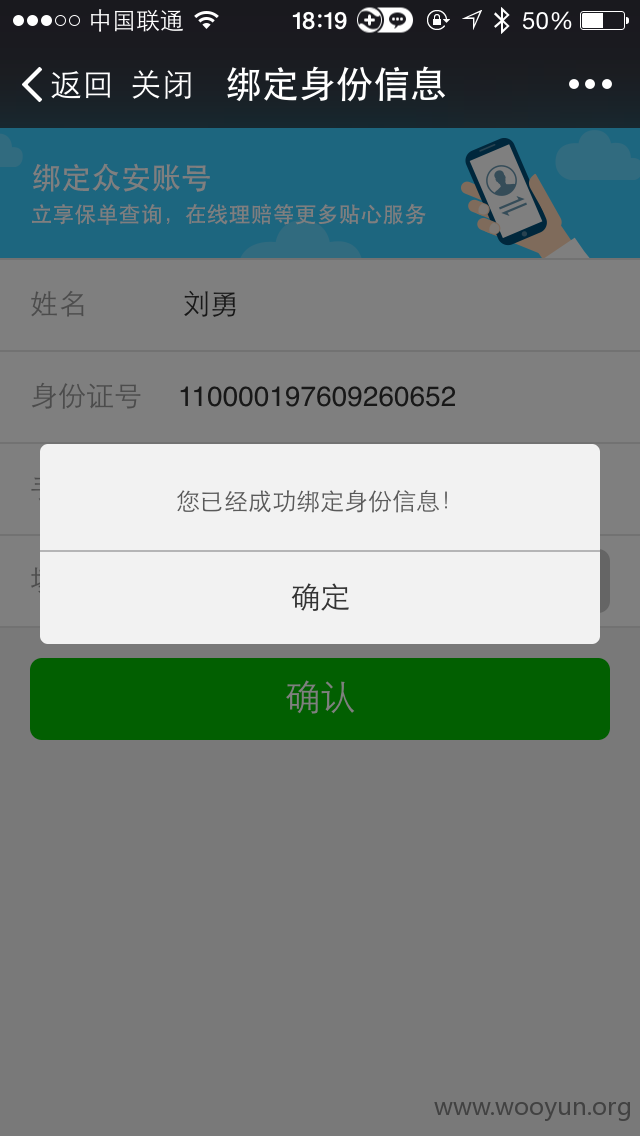 中国联通 18:19 50%
返回 关闭 绑定身份信息
绑定众安账号
立享保单查询，在线理赔等更多贴心服务
姓名 刘勇
身份证号 110000197609260652
您已经成功绑定身份信息!
确定
确认
www.wooyun.org